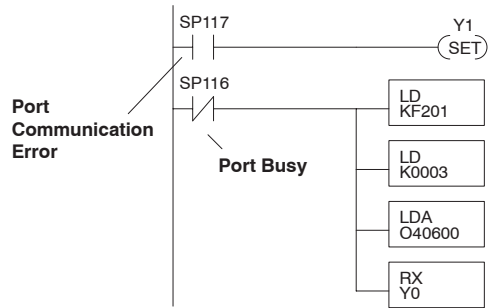 SP117
Y1
SET
SP116
LD
KF201
Port
Communication
Error
Port Busy
LD
K0003
LDA
O40600
RX
Y0